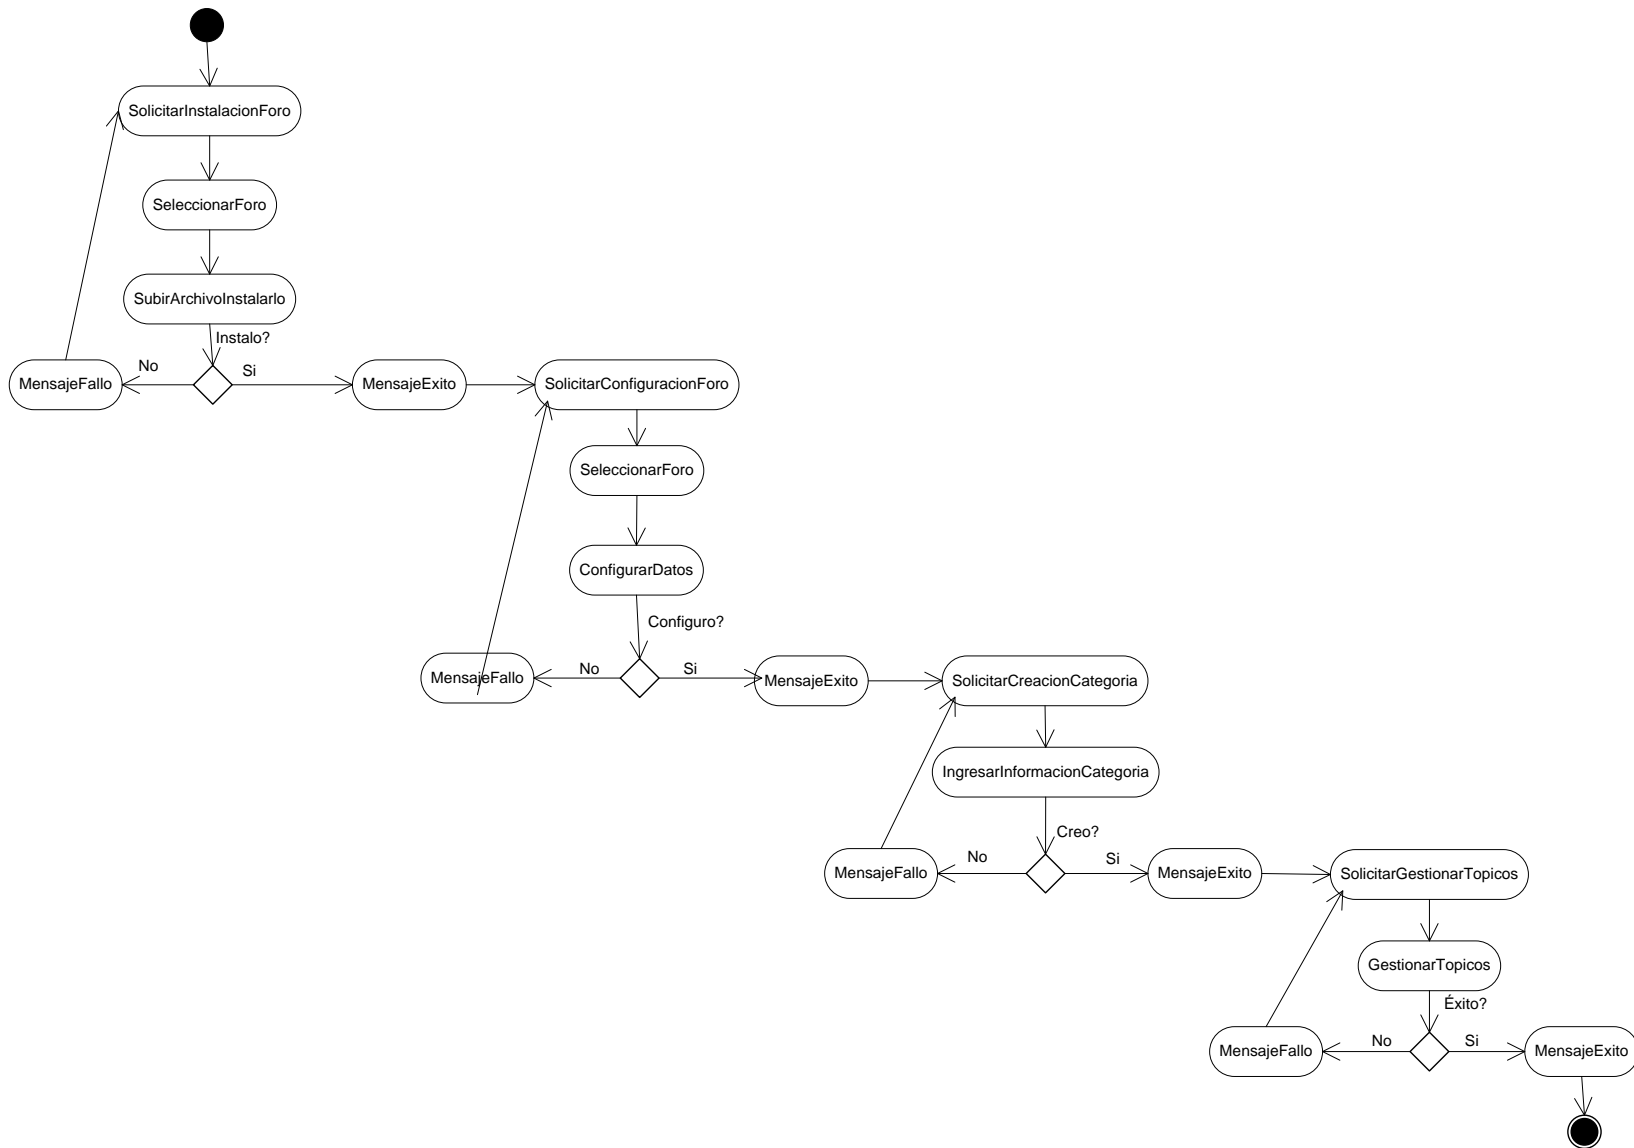 SolicitarInstalacionForo
SeleccionarForo
SubirArchivoInstalarlo
Instalo?
MensajeFallo
No
Si
MensajeExito
SolicitarConfiguracionForo
SeleccionarForo
ConfigurarDatos
Configuro?
MensajeFallo
No
Si
MensajeExito
SolicitarCreacionCategoria
IngresarInformacionCategoria
Creo?
MensajeFallo
No
Si
MensajeExito
SolicitarGestionarTopicos
GestionarTopicos
Éxito?
MensajeFallo
No
Si
MensajeExito